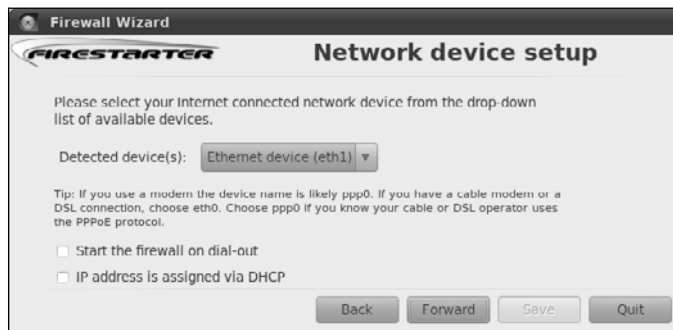 Firewall Wizard
FIRESTARTER
Network device setup
Please select your Internet connected network device from the drop-down
list of available devices.
Detected device(s): Ethernet device (eth1)
Tip: If you use a modem the device name is likely ppp0. If you have a cable modem or a
DSL connection, choose eth0. Choose ppp0 if you know your cable or DSL operator uses
the PPPoE protocol.
Start the firewall on dial-out
IP address is assigned via DHCP
Back Forward Save Quit